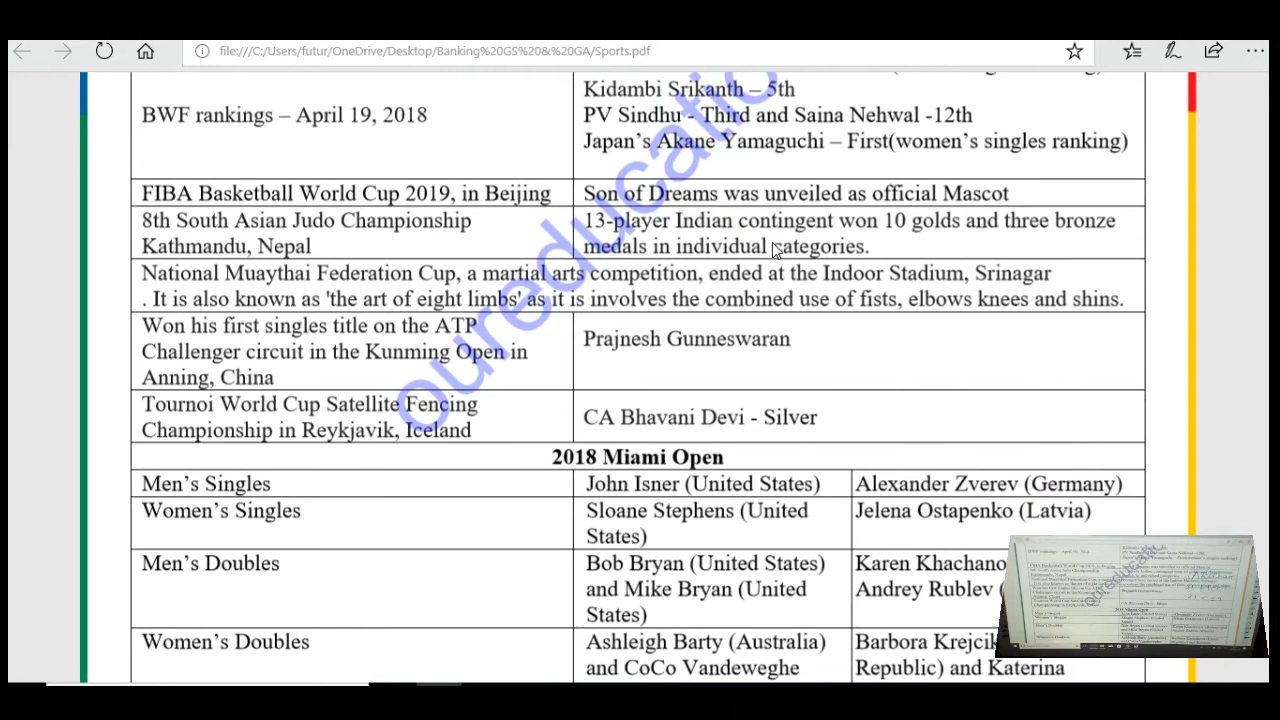 file:///C:/Users/futur/OneDrive/Desktop/Banking%20GS%20&%20GA/Sports.pdf
Kidambi Srikanth – 5th
BWF rankings – April 19, 2018
PV Sindhu - Third and Saina Nehwal -12th
Japan's Akane Yamaguchi – First(women's singles ranking)
FIBA Basketball World Cup 2019, in Beijing
Son of Dreams was unveiled as official Mascot
8th South Asian Judo Championship
Kathmandu, Nepal
13-player Indian contingent won 10 golds and three bronze
medals in individual categories.
National Muaythai Federation Cup, a martial arts competition, ended at the Indoor Stadium, Srinagar
. It is also known as 'the art of eight limbs' as it is involves the combined use of fists, elbows knees and shins.
Won his first singles title on the ATP
Challenger circuit in the Kunming Open in
Anning, China
Prajnesh Gunneswaran
Tournoi World Cup Satellite Fencing
Championship in Reykjavik, Iceland
CA Bhavani Devi - Silver
2018 Miami Open
Men's Singles
John Isner (United States)
Alexander Zverev (Germany)
Women's Singles
Sloane Stephens (United
States)
Jelena Ostapenko (Latvia)
Men's Doubles
Bob Bryan (United States)
and Mike Bryan (United
States)
Karen Khachano
Andrey Rublev (
Women's Doubles
Ashleigh Barty (Australia)
and CoCo Vandeweghe
Barbora Krejcik
Republic) and Katerina
oureducatio